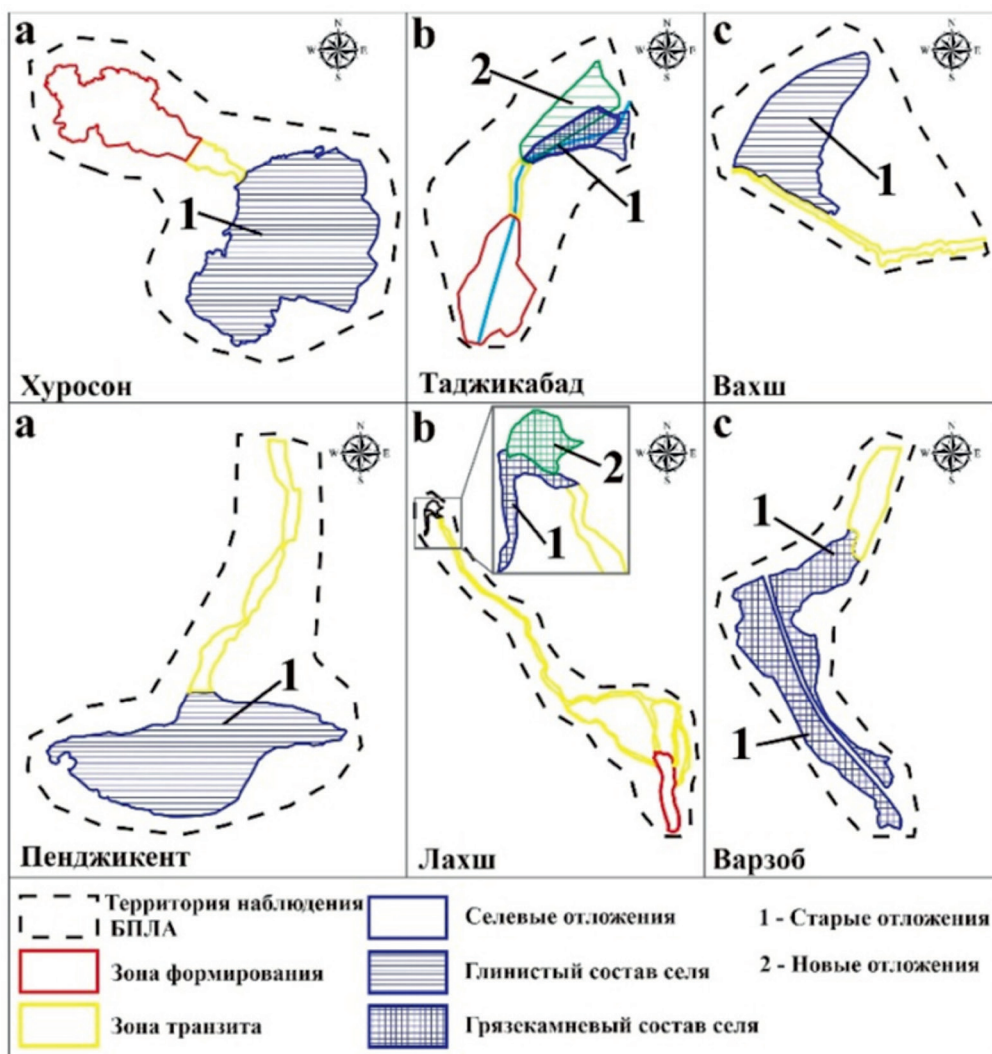 a
N
W E
S
1
Хуросон
b
N
W E
S
2
1
Таджикабад
c
N
W E
S
1
Вахш
a
N
W E
S
1
Пенджикент
b
N
W E
S
2
1
Лахш
c
N
W E
S
1
1
Варзоб
Территория наблюдения
БПЛА
Зона формирования
Зона транзита
Селевые отложения
Глинистый состав селя
Грязекамневый состав селя
1 - Старые отложения
2 - Новые отложения